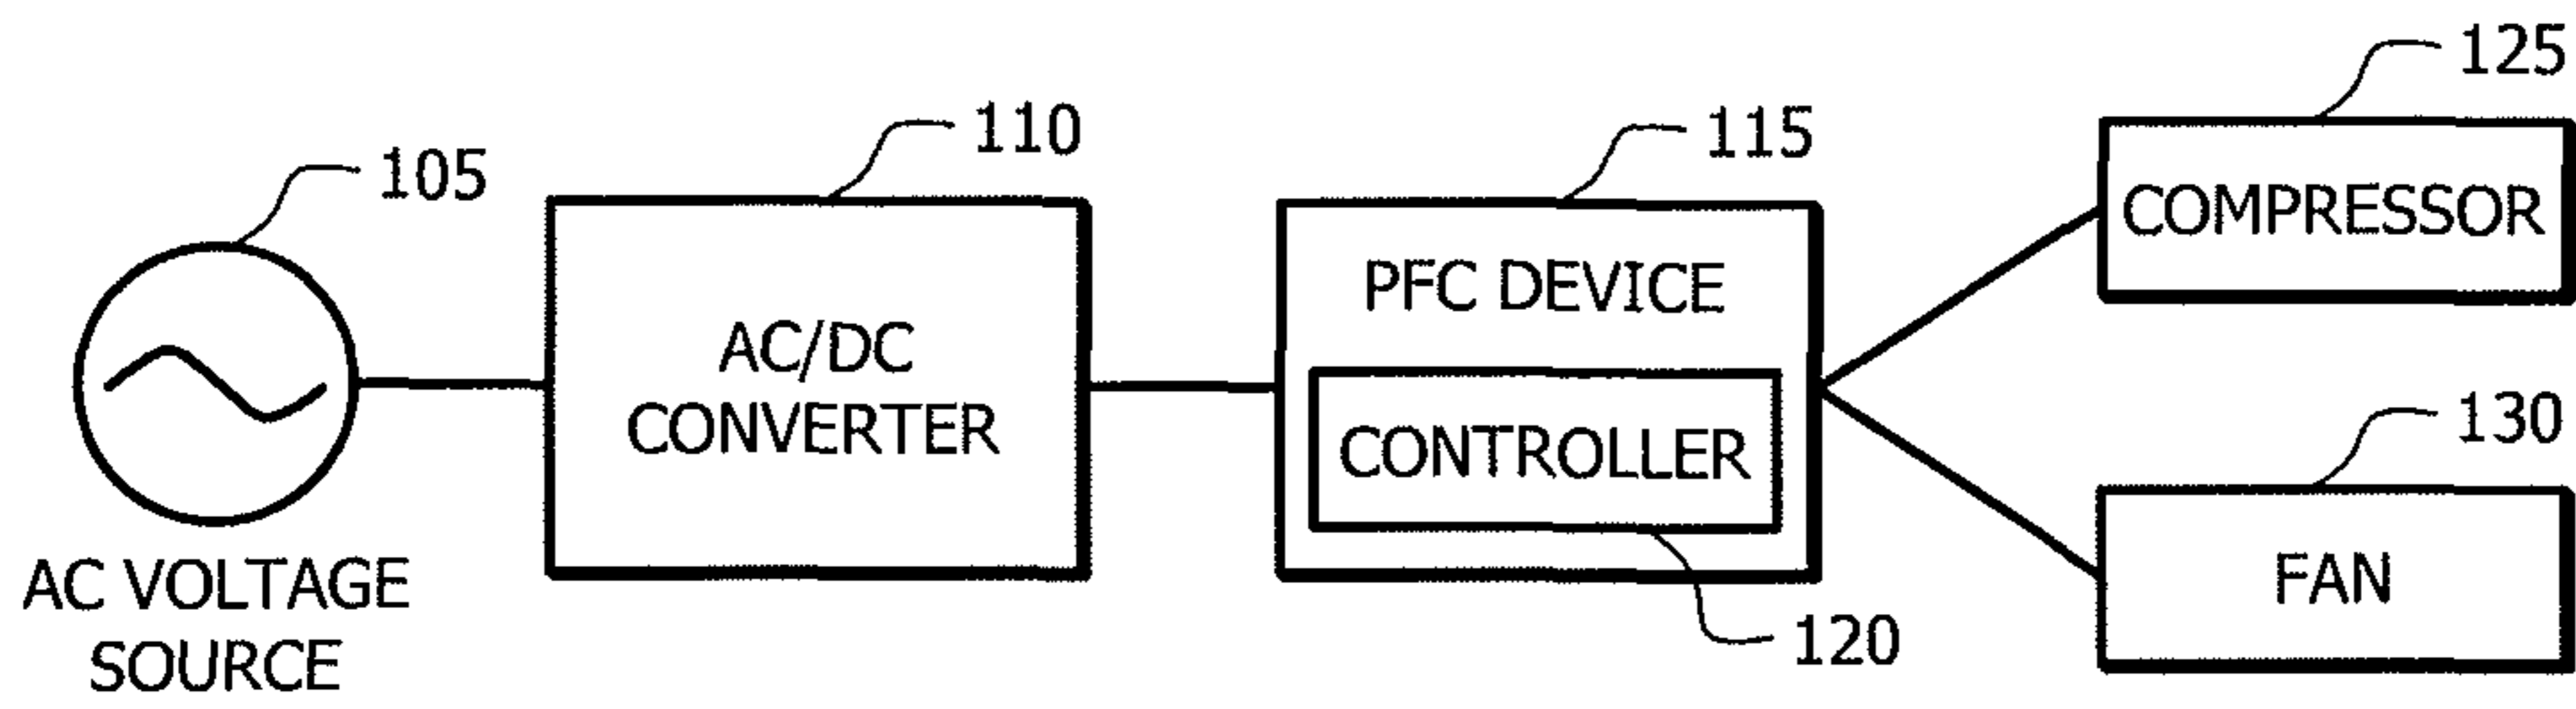 125
110
115
105
COMPRESSOR
PFC DEVICE
AC/DC
CONVERTER
CONTROLLER
130
AC VOLTAGE
SOURCE
FAN
120